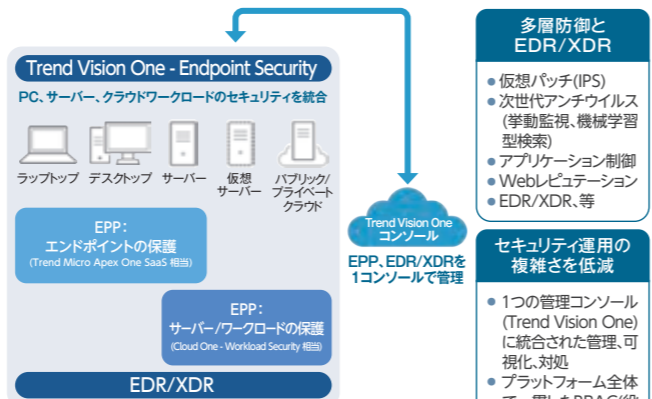 Trend Vision One - Endpoint Security
PC、サーバー、クラウドワークロードのセキュリティを統合
ラップトップ
デスクトップ
サーバー
仮想
サーバー
パブリック/
プライベート
クラウド
EPP：
エンドポイントの保護
(Trend Micro Apex One SaaS 相当)
EPP：
サーバー/ワークロードの保護
(Cloud One - Workload Security 相当)
EDR/XDR
Trend Vision One
コンソール
EPP、EDR/XDRを
1コンソールで管理
多層防御と
EDR/XDR
● 仮想パッチ(IPS)
● 次世代アンチウイルス
(挙動監視、機械学習
型検索)
● アプリケーション制御
● Webレピュテーション
● EDR/XDR、等
セキュリティ運用の
複雑さを低減
● 1つの管理コンソール
(Trend Vision One)
に統合された管理、可
視化、対処
● プラットフォーム全体